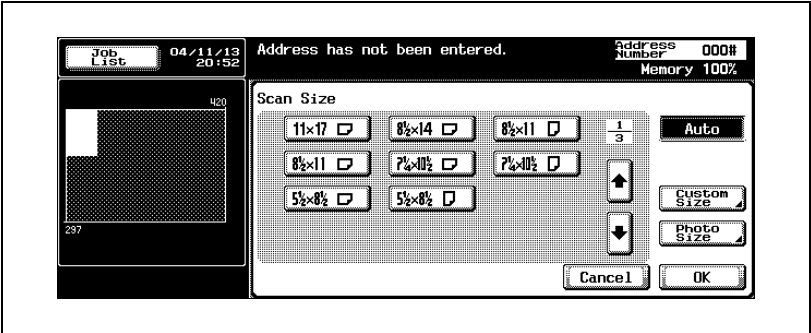 Job
List
04/11/13
20:52
Address has not been entered.
Address
Number
000#
Memory 100%
420
297
Scan Size
11×17
8½×14
8½×11
1
3
Auto
8½×11
7¼×10½
7¼×10½
5½×8½
5½×8½
Custom
Size
Photo
Size
Cancel
OK